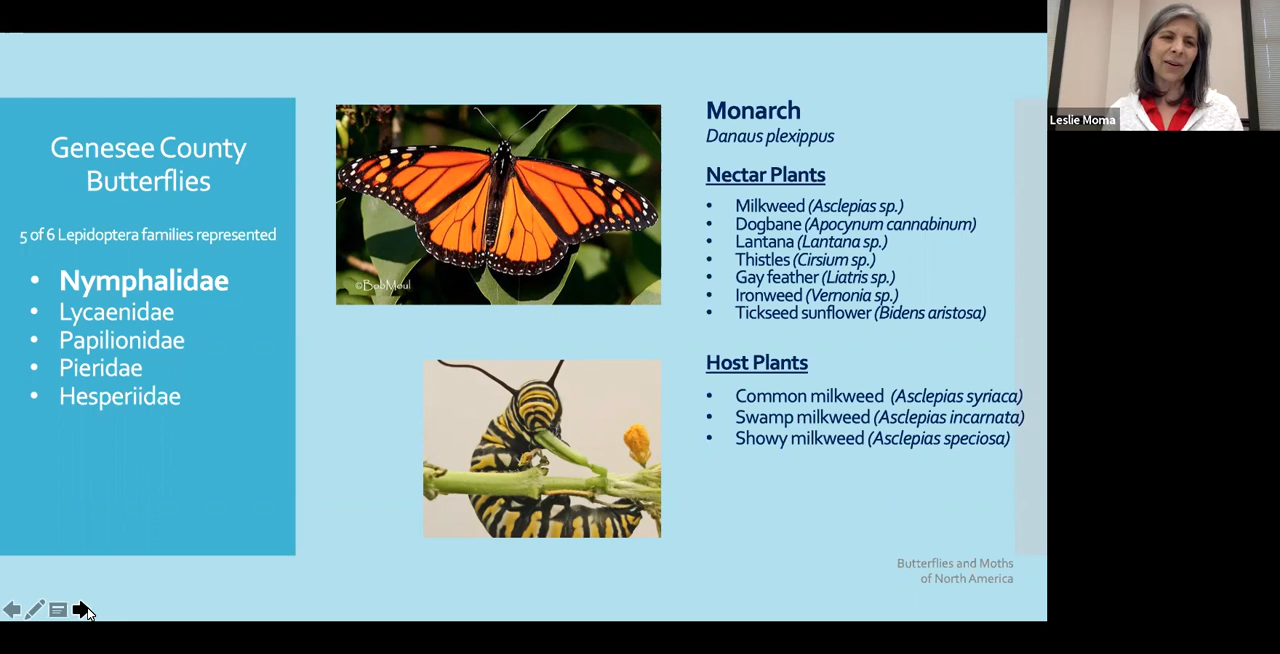 Genesee County
Butterflies
5 of 6 Lepidoptera families represented
• Nymphalidae
• Lycaenidae
• Papilionidae
• Pieridae
• Hesperiidae
©BobMoul
Monarch
Danaus plexippus
Nectar Plants
• Milkweed (Asclepias sp.)
• Dogbane (Apocynum cannabinum)
• Lantana (Lantana sp.)
• Thistles (Cirsium sp.)
• Gay feather (Liatris sp.)
• Ironweed (Vernonia sp.)
• Tickseed sunflower (Bidens aristosa)
Host Plants
• Common milkweed (Asclepias syriaca)
• Swamp milkweed (Asclepias incarnata)
• Showy milkweed (Asclepias speciosa)
Butterflies and Moths
of North America
Leslie Moma